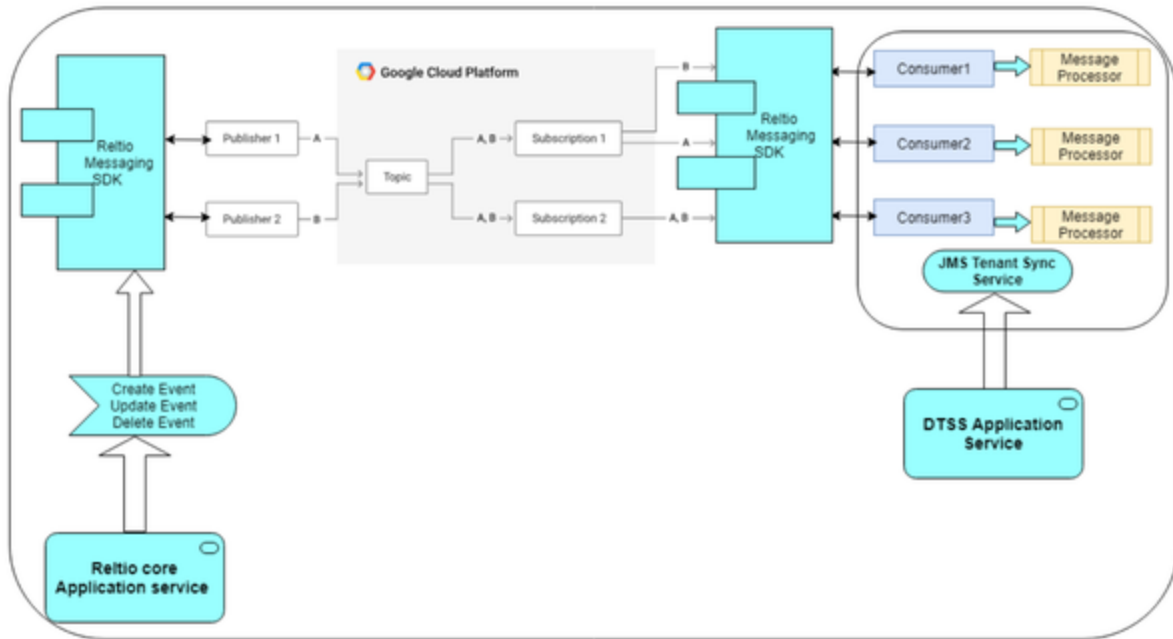 Google Cloud Platform
Reltio
Messaging
SDK
Publisher 1
A
Publisher 2
B
Topic
A, B
Subscription 1
A, B
Subscription 2
B
A
A, B
Reltio
Messaging
SDK
Consumer1
Message
Processor
Consumer2
Message
Processor
Consumer3
Message
Processor
JMS Tenant Sync
Service
Create Event
Update Event
Delete Event
DTSS Application
Service
Reltio core
Application service